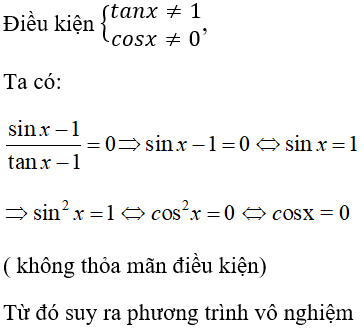 Điều kiện {tanx ≠ 1
cosx ≠ 0,
Ta có:
(sin x − 1)/(tan x − 1) = 0 ⇒ sin x − 1 = 0 ⇔ sin x = 1
⇒ sin² x = 1 ⇔ cos²x = 0 ⇔ cosx = 0
( không thỏa mãn điều kiện)
Từ đó suy ra phương trình vô nghiệm